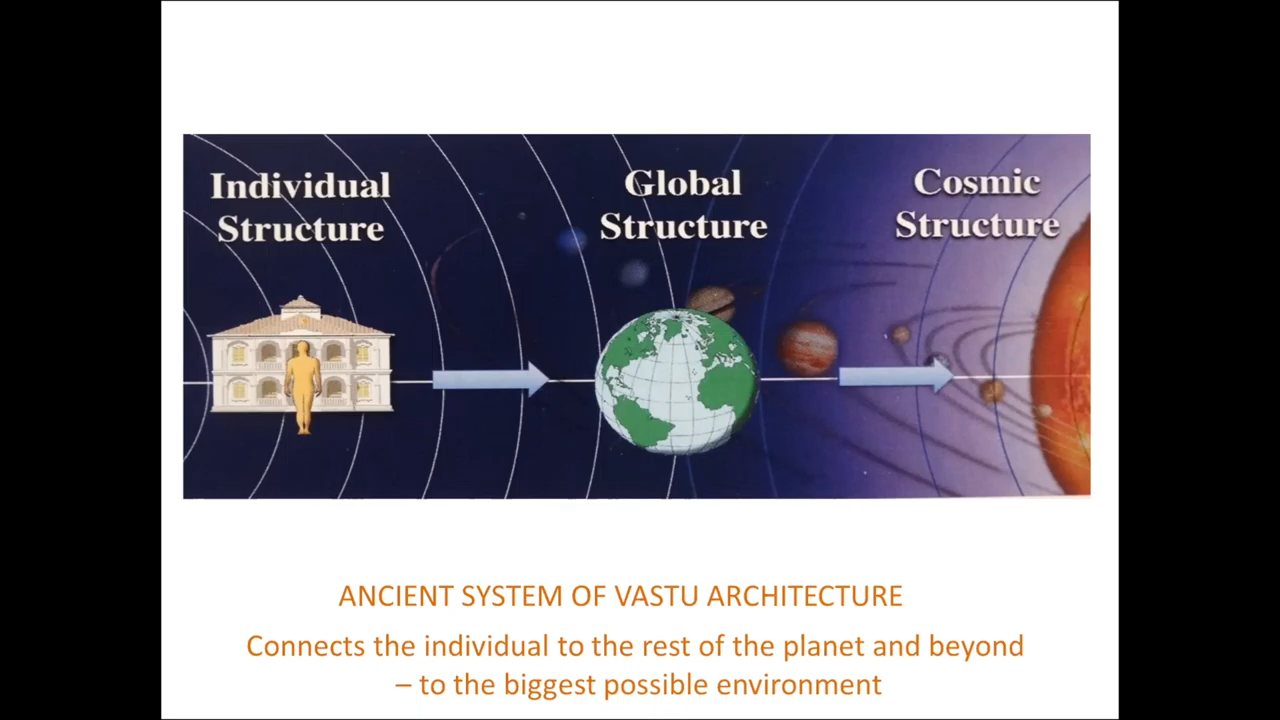 Individual
Structure
Global
Structure
Cosmic
Structure
ANCIENT SYSTEM OF VASTU ARCHITECTURE
Connects the individual to the rest of the planet and beyond
– to the biggest possible environment